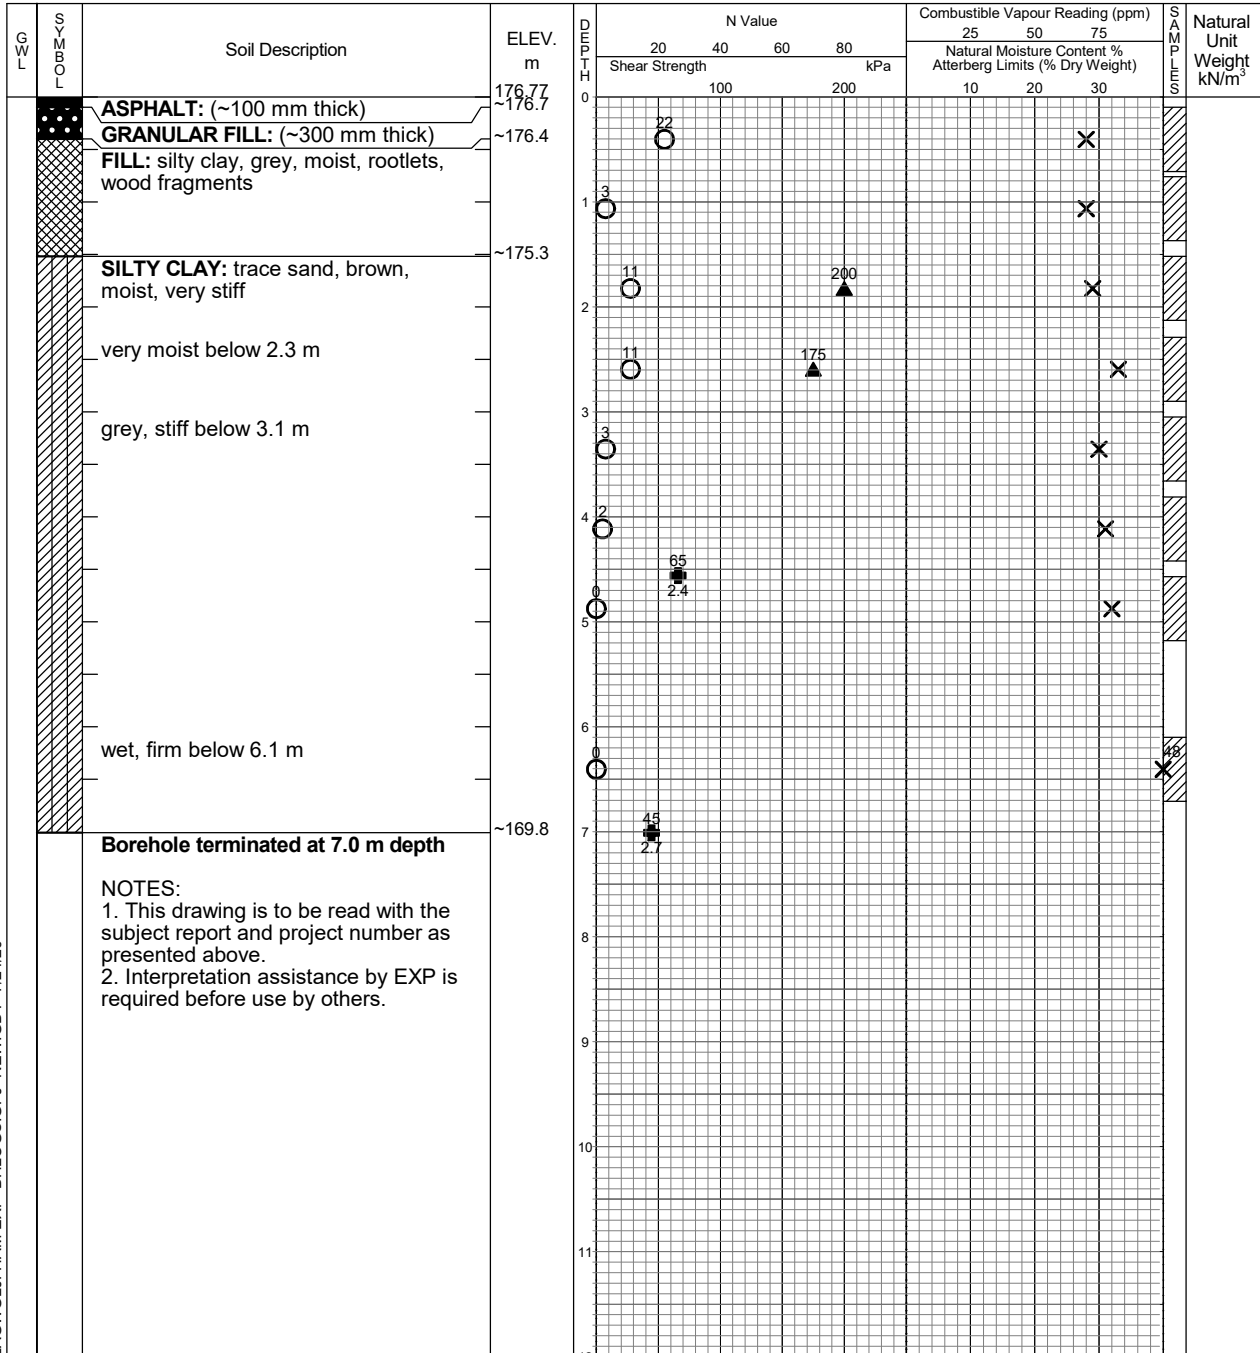 GWL
SYMBOL
Soil Description
ELEV.
m
DEPTH
N Value
20 40 60 80
Shear Strength kPa
100 200
Combustible Vapour Reading (ppm)
25 50 75
Natural Moisture Content %
Atterberg Limits (% Dry Weight)
10 20 30
SAMPLES
Natural
Unit
Weight
kN/m³
176.77
0
ASPHALT: (~100 mm thick)
~176.7
GRANULAR FILL: (~300 mm thick)
~176.4
22
FILL: silty clay, grey, moist, rootlets,
wood fragments
3
1
~175.3
SILTY CLAY: trace sand, brown,
moist, very stiff
11
200
2
very moist below 2.3 m
11
175
3
grey, stiff below 3.1 m
3
4
2
65
2.4
0
5
6
wet, firm below 6.1 m
0
48
~169.8
45
2.7
7
Borehole terminated at 7.0 m depth
NOTES:
1. This drawing is to be read with the
subject report and project number as
presented above.
2. Interpretation assistance by EXP is
required before use by others.
8
9
10
11